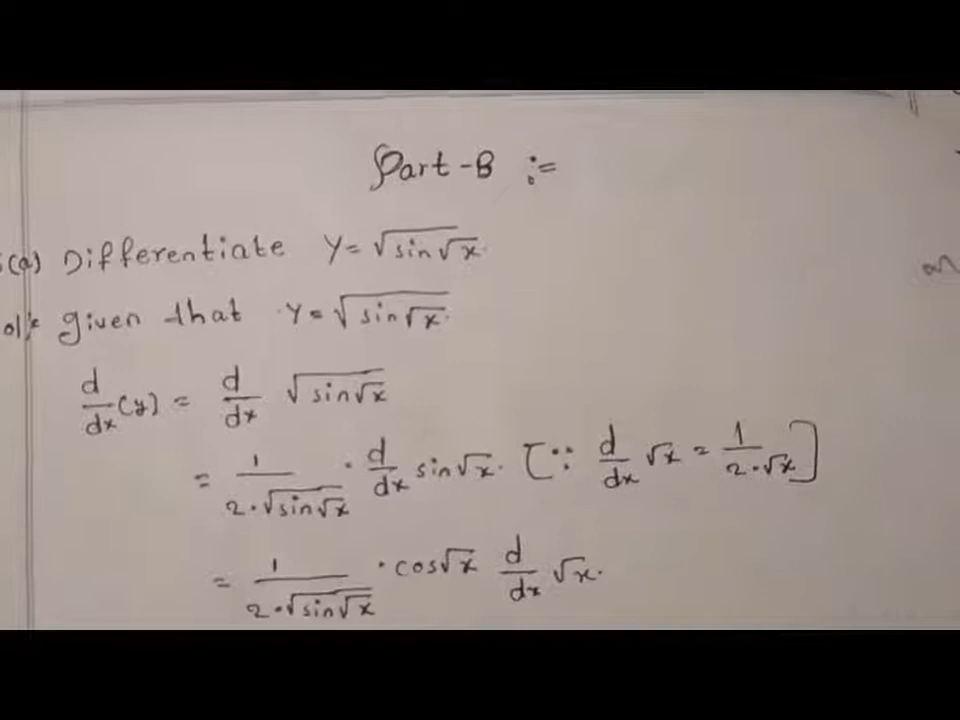 Part-B :=
(a) Differentiate y=√sin√x.
given that y=√sin√x.
d/dx (y) = d/dx √sin√x
= 1/2·√sin√x · d/dx sin√x. [∵ d/dx √x = 1/2·√x]
= 1/2·√sin√x · cos√x d/dx √x.